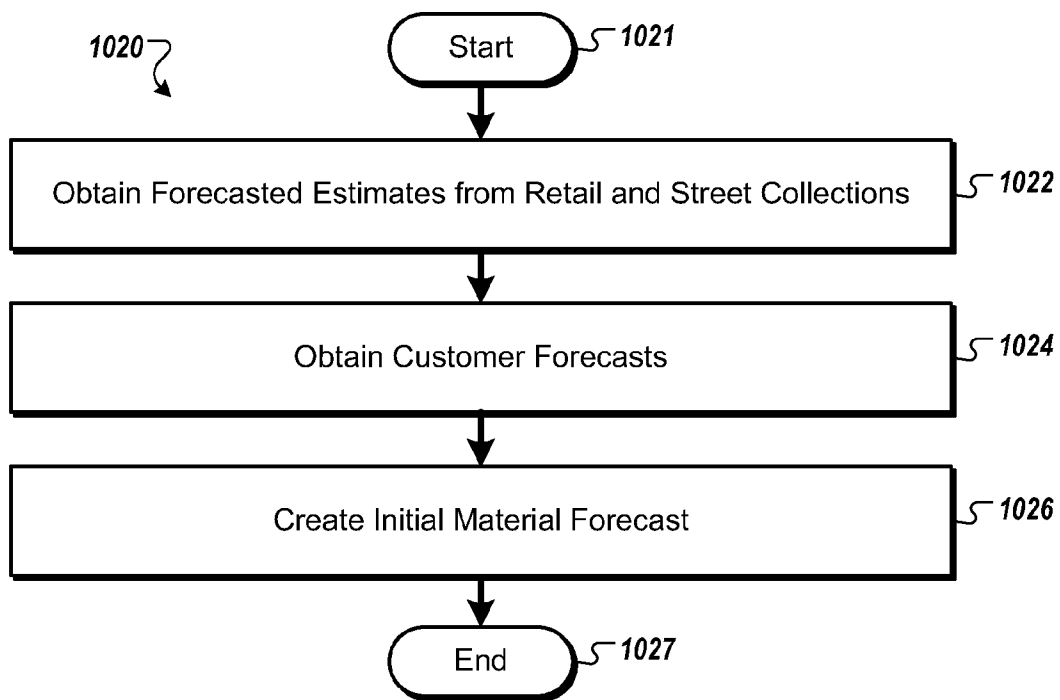 1020
Start
1021
Obtain Forecasted Estimates from Retail and Street Collections
1022
Obtain Customer Forecasts
1024
Create Initial Material Forecast
1026
End
1027